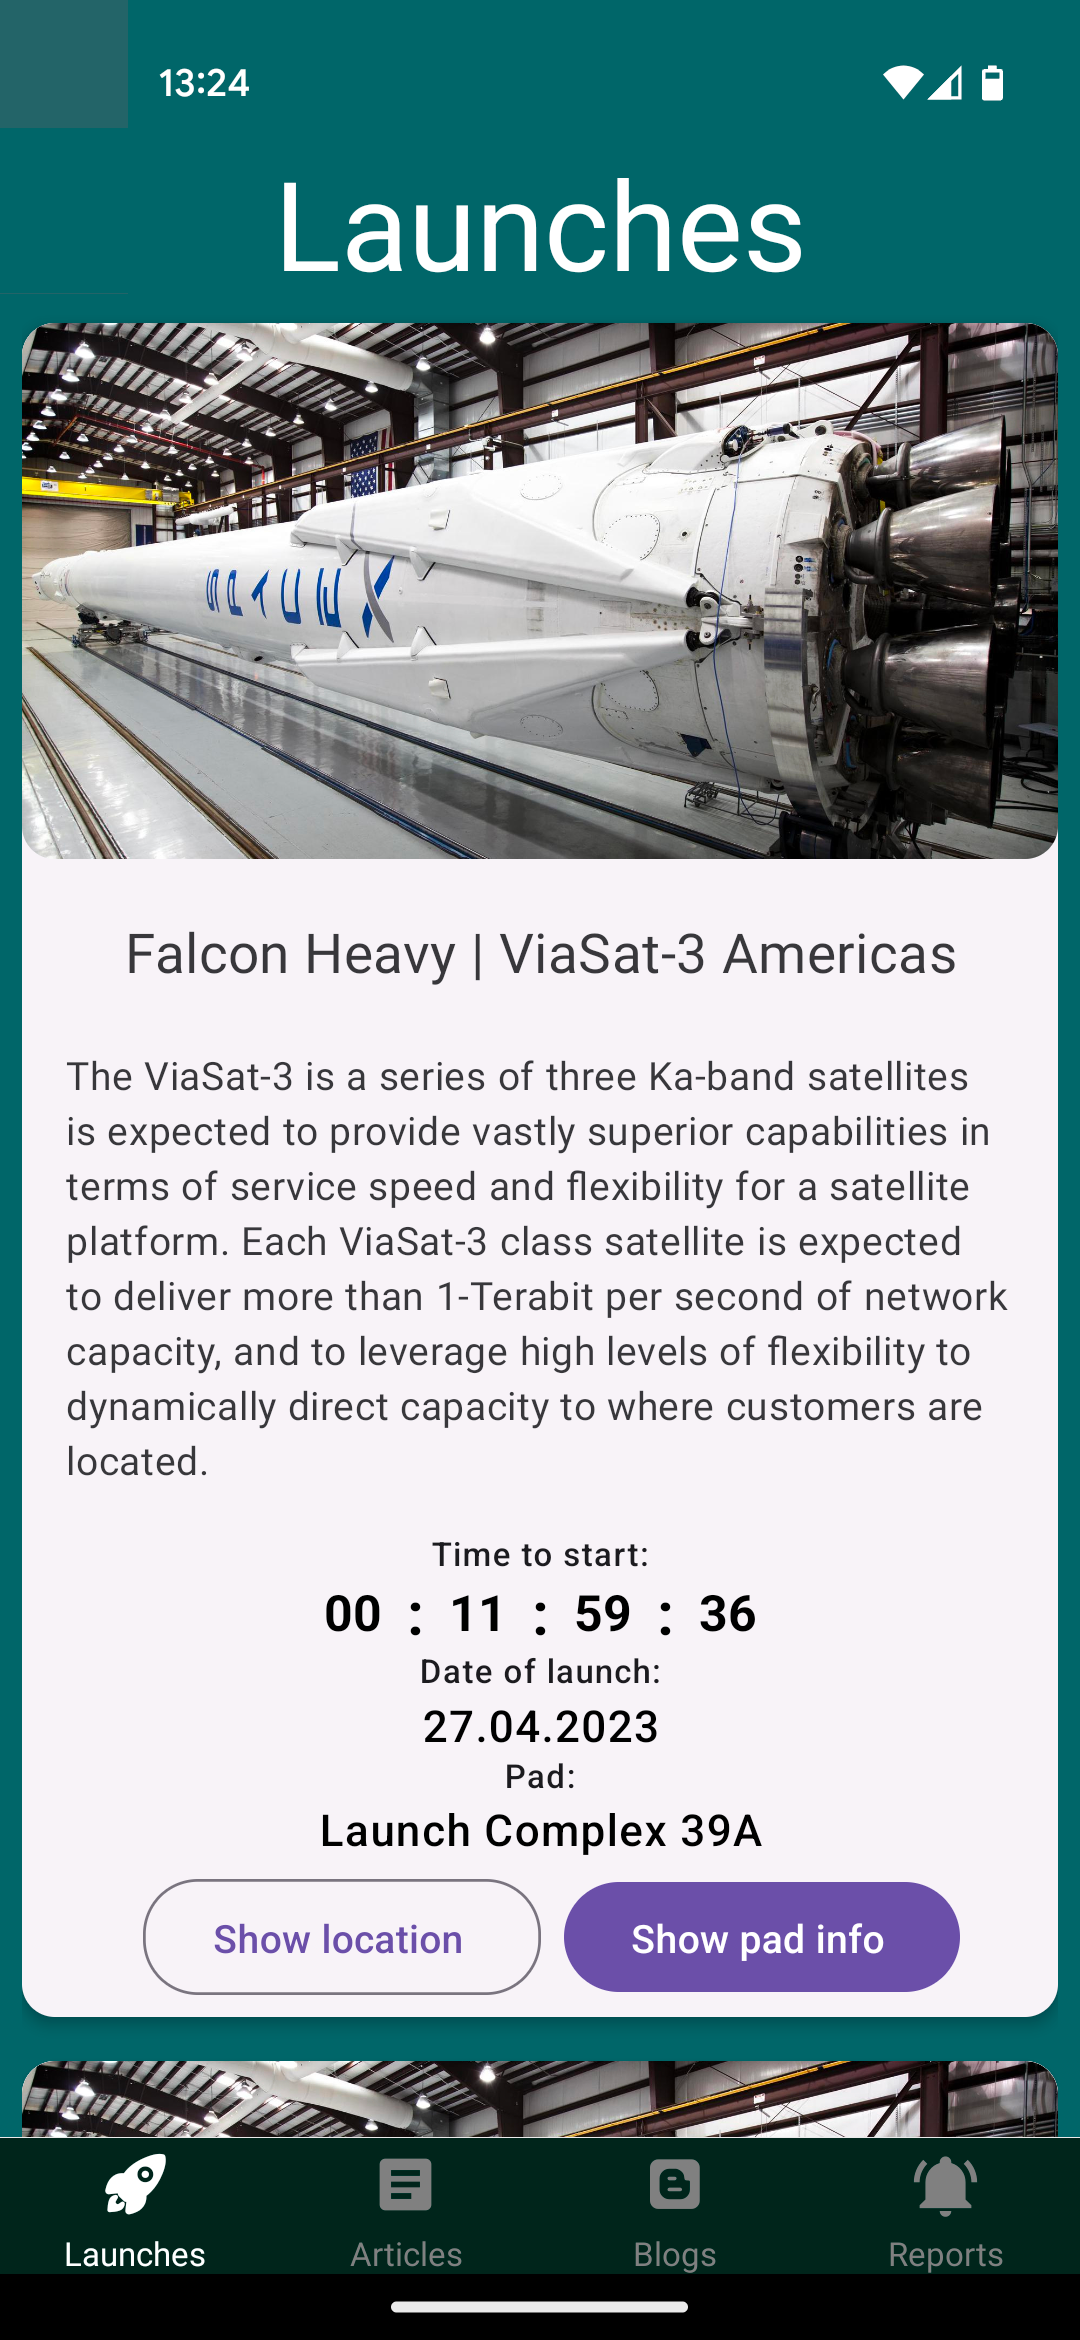 13:24
Launches
SPACEX
Falcon Heavy | ViaSat-3 Americas
The ViaSat-3 is a series of three Ka-band satellites
is expected to provide vastly superior capabilities in
terms of service speed and flexibility for a satellite
platform. Each ViaSat-3 class satellite is expected
to deliver more than 1-Terabit per second of network
capacity, and to leverage high levels of flexibility to
dynamically direct capacity to where customers are
located.
Time to start:
00 : 11 : 59 : 36
Date of launch:
27.04.2023
Pad:
Launch Complex 39A
Show location Show pad info
Launches Articles Blogs Reports